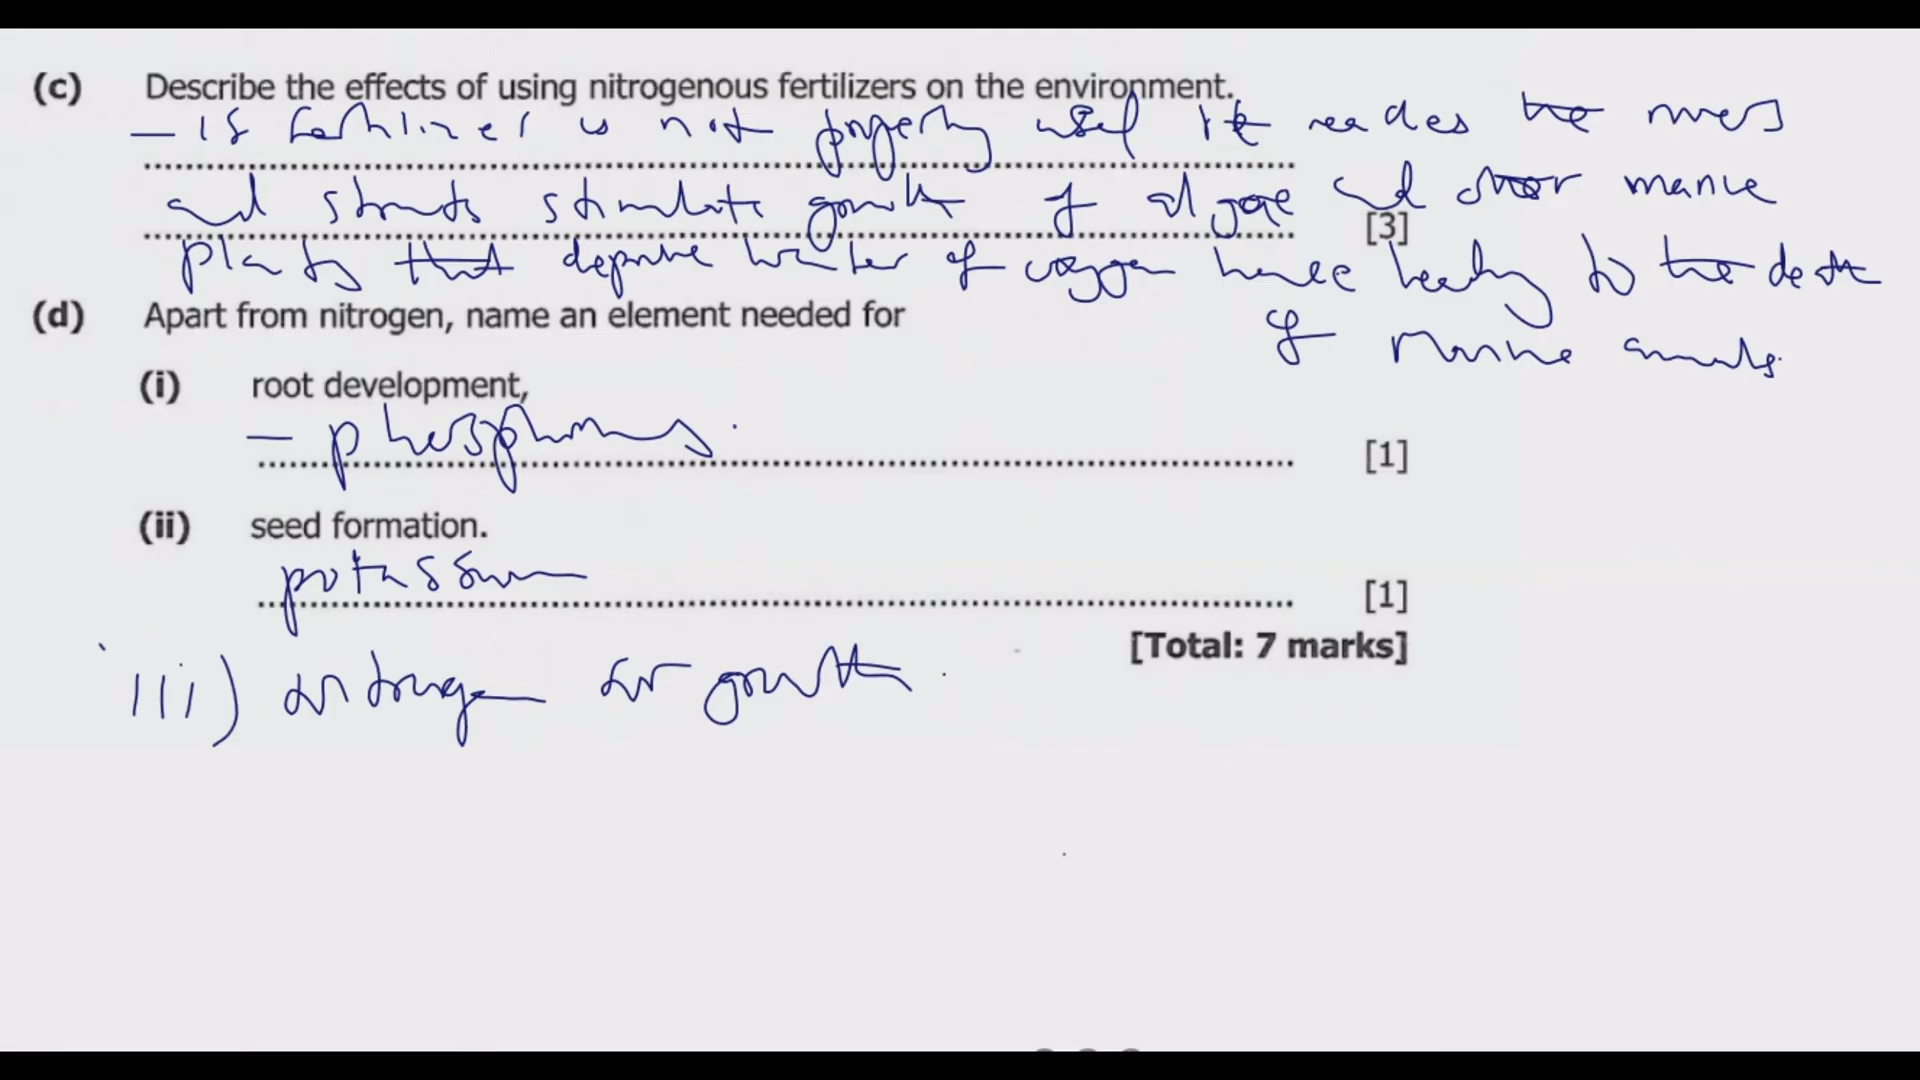 (c) Describe the effects of using nitrogenous fertilizers on the environment.
– If fertilizer is not properly used it reaches the rivers
and starts stimulate growth of algae and other marine
[3]
plants that deprive water of oxygen hence leading to the death
(d) Apart from nitrogen, name an element needed for
of marine animals.
(i) root development,
– phosphorus.
[1]
(ii) seed formation.
potassium
[1]
[Total: 7 marks]
iii) nitrogen for growth.